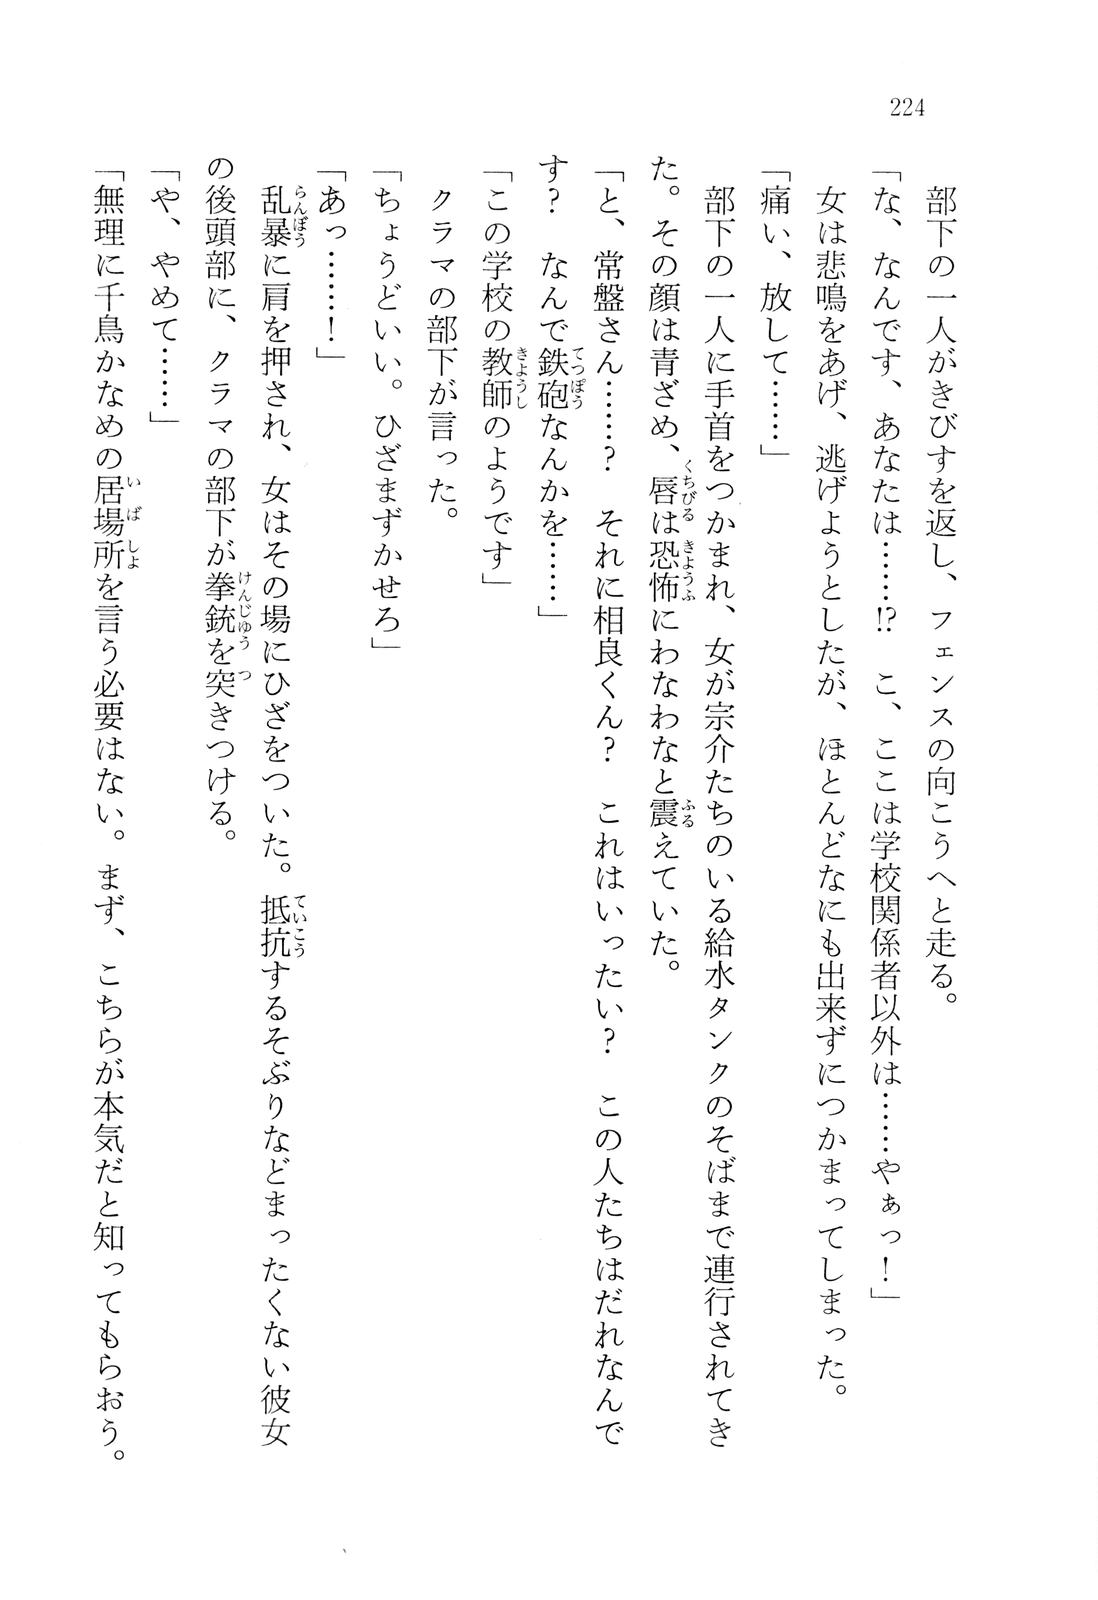 224
　部下の一人がきびすを返し、フェンスの向こうへと走る。
「な、なんです、あなたは……!?　こ、ここは学校関係者以外は……やぁっ！」
　女は悲鳴をあげ、逃げようとしたが、ほとんどなにも出来ずにつかまってしまった。
「痛い、放して……」
　部下の一人に手首をつかまれ、女が宗介たちのいる給水タンクのそばまで連行されてき
た。その顔は青ざめ、唇は恐怖にわなわなと震えていた。
「と、常盤さん……？　それに相良くん？　これはいったい？　この人たちはだれなんで
す？　なんで鉄砲なんかを……」
「この学校の教師のようです」
　クラマの部下が言った。
「ちょうどいい。ひざまずかせろ」
「あっ……！」
　乱暴に肩を押され、女はその場にひざをついた。抵抗するそぶりなどまったくない彼女
の後頭部に、クラマの部下が拳銃を突きつける。
「や、やめて……」
「無理に千鳥かなめの居場所を言う必要はない。まず、こちらが本気だと知ってもらおう。